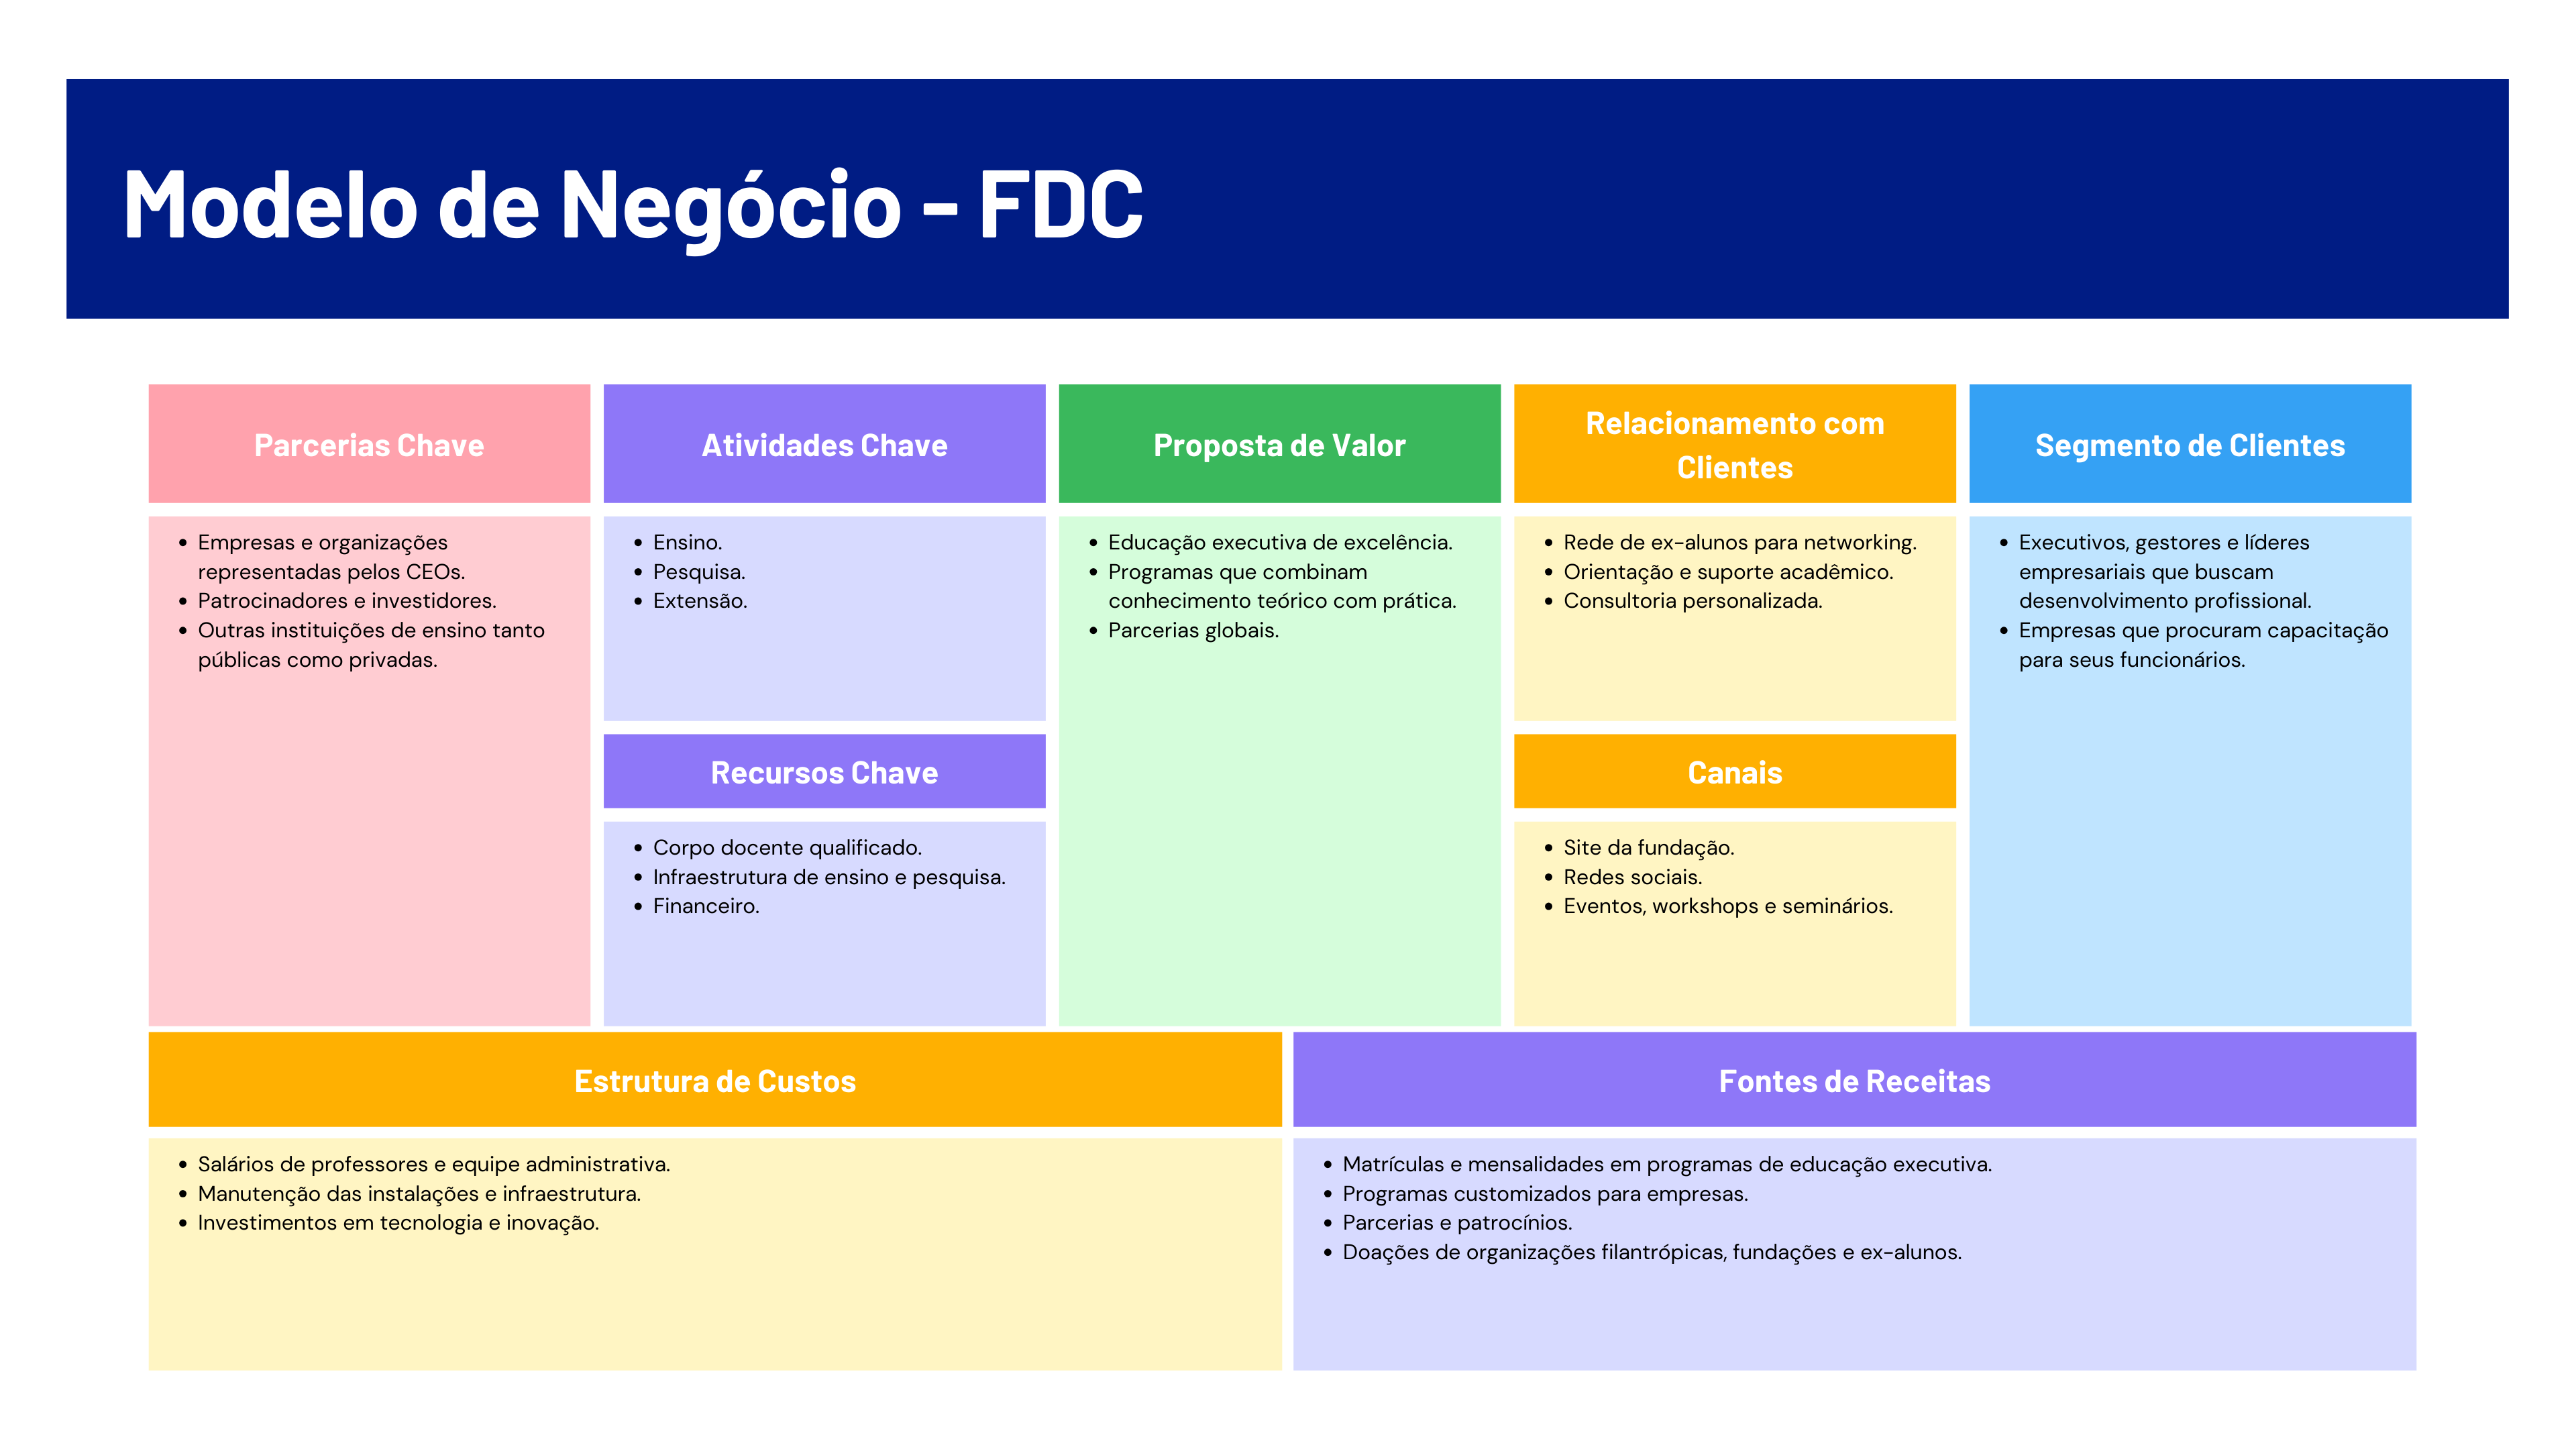 Modelo de Negócio - FDC
Parcerias Chave
• Empresas e organizações
representadas pelos CEOs.
• Patrocinadores e investidores.
• Outras instituições de ensino tanto
públicas como privadas.
Atividades Chave
• Ensino.
• Pesquisa.
• Extensão.
Recursos Chave
• Corpo docente qualificado.
• Infraestrutura de ensino e pesquisa.
• Financeiro.
Proposta de Valor
• Educação executiva de excelência.
• Programas que combinam
conhecimento teórico com prática.
• Parcerias globais.
Relacionamento com
Clientes
• Rede de ex-alunos para networking.
• Orientação e suporte acadêmico.
• Consultoria personalizada.
Canais
• Site da fundação.
• Redes sociais.
• Eventos, workshops e seminários.
Segmento de Clientes
• Executivos, gestores e líderes
empresariais que buscam
desenvolvimento profissional.
• Empresas que procuram capacitação
para seus funcionários.
Estrutura de Custos
• Salários de professores e equipe administrativa.
• Manutenção das instalações e infraestrutura.
• Investimentos em tecnologia e inovação.
Fontes de Receitas
• Matrículas e mensalidades em programas de educação executiva.
• Programas customizados para empresas.
• Parcerias e patrocínios.
• Doações de organizações filantrópicas, fundações e ex-alunos.